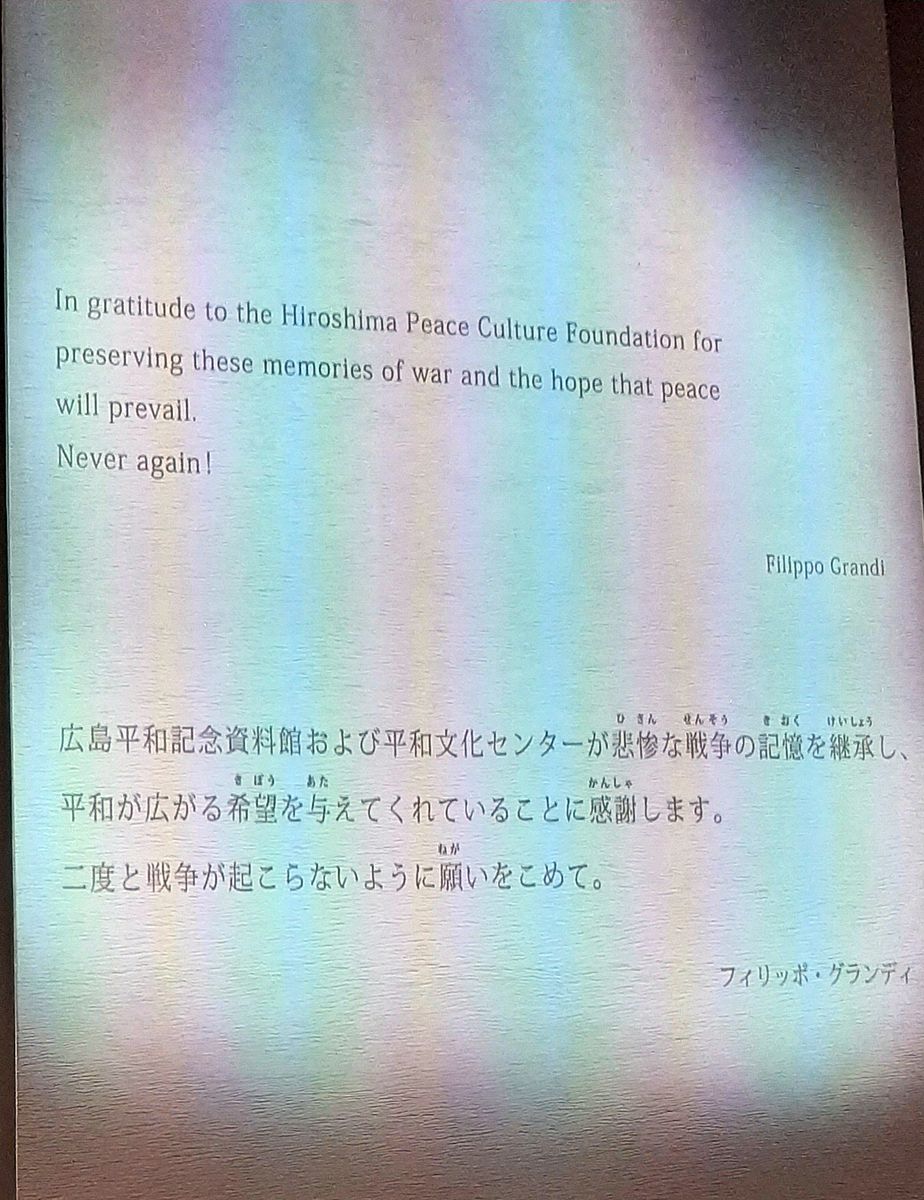 In gratitude to the Hiroshima Peace Culture Foundation for
preserving these memories of war and the hope that peace
will prevail.
Never again!
Filippo Grandi
広島平和記念資料館および平和文化センターが悲惨な戦争の記憶を継承し、
平和が広がる希望を与えてくれていることに感謝します。
二度と戦争が起こらないように願いをこめて。
フィリッポ・グランディ